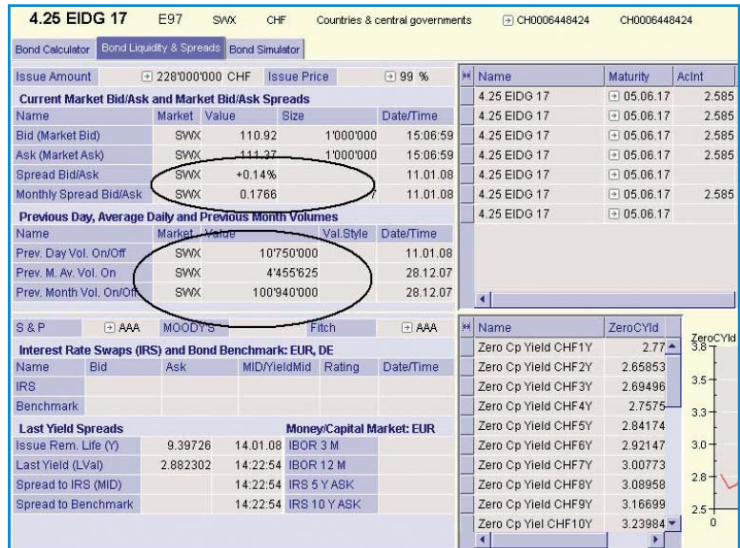 4.25 EIDG 17 E97 SWX CHF Countries & central governments CH0006448424 CH0006448424
Bond Calculator Bond Liquidity & Spreads Bond Simulator
Issue Amount 228'000'000 CHF Issue Price 99 %
Current Market Bid/Ask and Market Bid/Ask Spreads
Name Market Value Size Date/Time
Bid (Market Bid) SWX 110.92 1'000'000 15:06:59
Ask (Market Ask) SWX 111.37 1'000'000 15:06:59
Spread Bid/Ask SWX +0.14% 11.01.08
Monthly Spread Bid/Ask SWX 0.1766 7 11.01.08
Previous Day, Average Daily and Previous Month Volumes
Name Market Value Val.Style Date/Time
Prev. Day Vol. On/Off SWX 10'750'000 11.01.08
Prev. M. Av. Vol. On SWX 4'455'625 28.12.07
Prev. Month Vol. On/Off SWX 100'940'000 28.12.07
S & P AAA MOODY'S Fitch AAA
Interest Rate Swaps (IRS) and Bond Benchmark: EUR, DE
Name Bid Ask MID/YieldMid Rating Date/Time
IRS
Benchmark
Last Yield Spreads Money/Capital Market: EUR
Issue Rem. Life (Y) 9.39726 14.01.08 IBOR 3 M
Last Yield (LVal) 2.882302 14:22:54 IBOR 12 M
Spread to IRS (MID) 14:22:54 IRS 5 Y ASK
Spread to Benchmark 14:22:54 IRS 10 Y ASK
Name Maturity AcInt
4.25 EIDG 17 05.06.17 2.585
4.25 EIDG 17 05.06.17 2.585
4.25 EIDG 17 05.06.17 2.585
4.25 EIDG 17 05.06.17
4.25 EIDG 17 05.06.17 2.585
4.25 EIDG 17 05.06.17
Name ZeroCYld
Zero Cp Yield CHF1Y 2.77
Zero Cp Yield CHF2Y 2.65853
Zero Cp Yield CHF3Y 2.69496
Zero Cp Yield CHF4Y 2.7575
Zero Cp Yield CHF5Y 2.84174
Zero Cp Yield CHF6Y 2.92147
Zero Cp Yield CHF7Y 3.00773
Zero Cp Yield CHF8Y 3.08958
Zero Cp Yield CHF9Y 3.16699
Zero Cp Yiel CHF10Y 3.23984
ZeroCYld
3.8
3.5
3.3
3.0
2.8
2.5
0